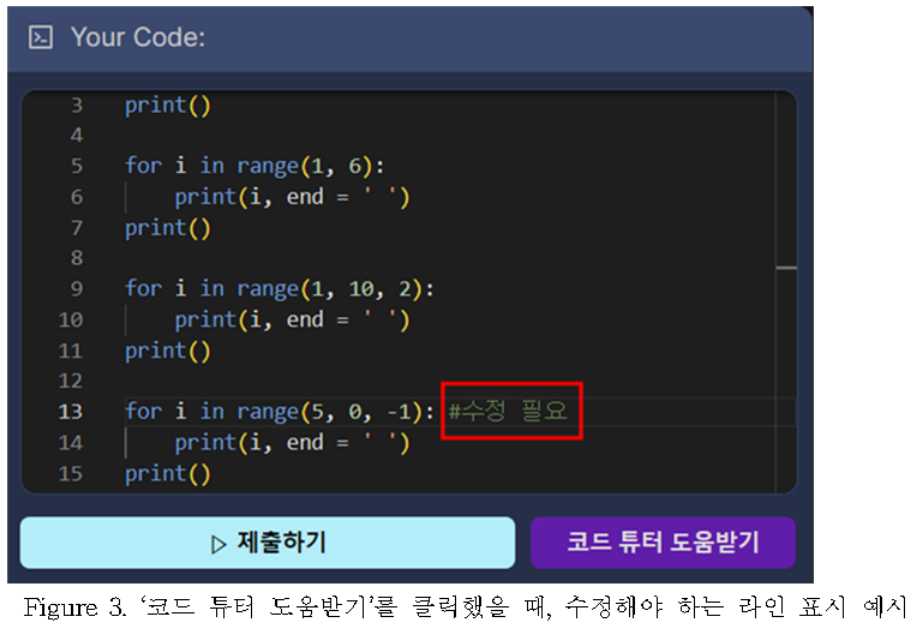 Your Code:
3 print()
4
5 for i in range(1, 6):
6     print(i, end = ' ')
7 print()
8
9 for i in range(1, 10, 2):
10     print(i, end = ' ')
11 print()
12
13 for i in range(5, 0, -1): #수정 필요
14     print(i, end = ' ')
15 print()
▷ 제출하기
코드 튜터 도움받기
Figure 3. ‘코드 튜터 도움받기’를 클릭했을 때, 수정해야 하는 라인 표시 예시